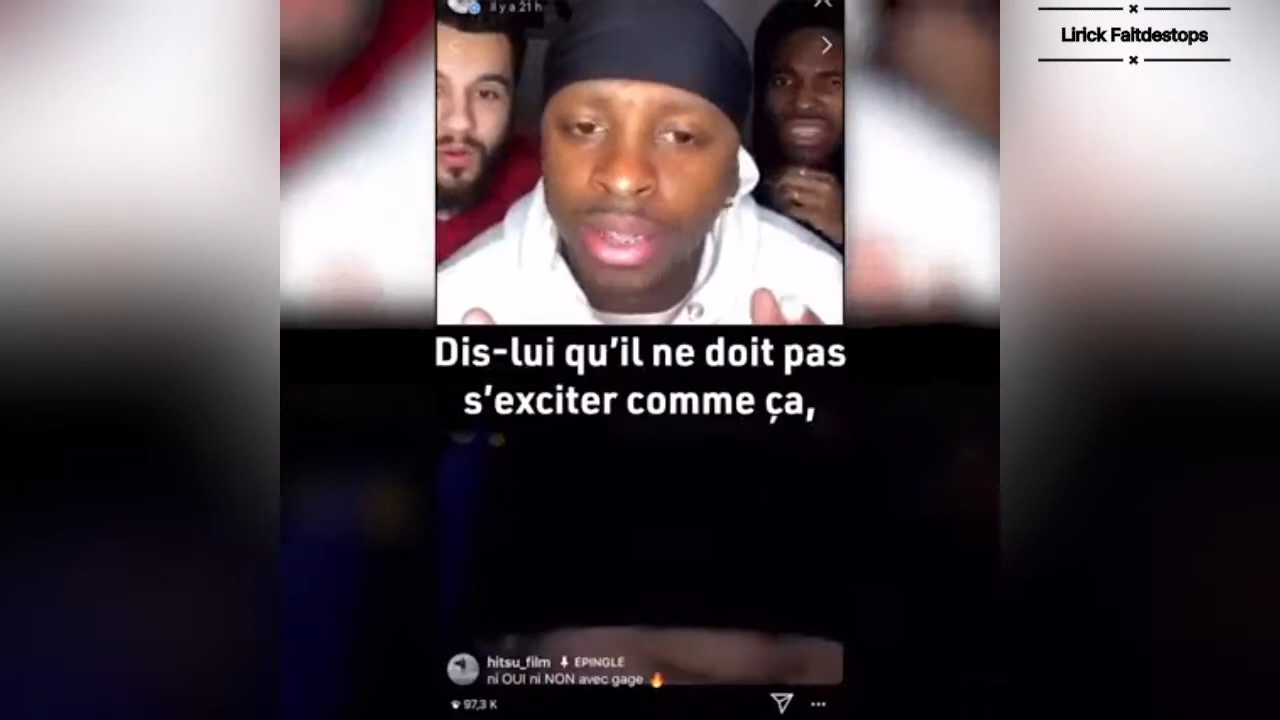 il y a 21 h
Lirick Faitdestops
Dis-lui qu'il ne doit pas
s'exciter comme ça,
hitsu_film ÉPINGLÉ
ni OUI ni NON avec gage 🔥
97,3 K